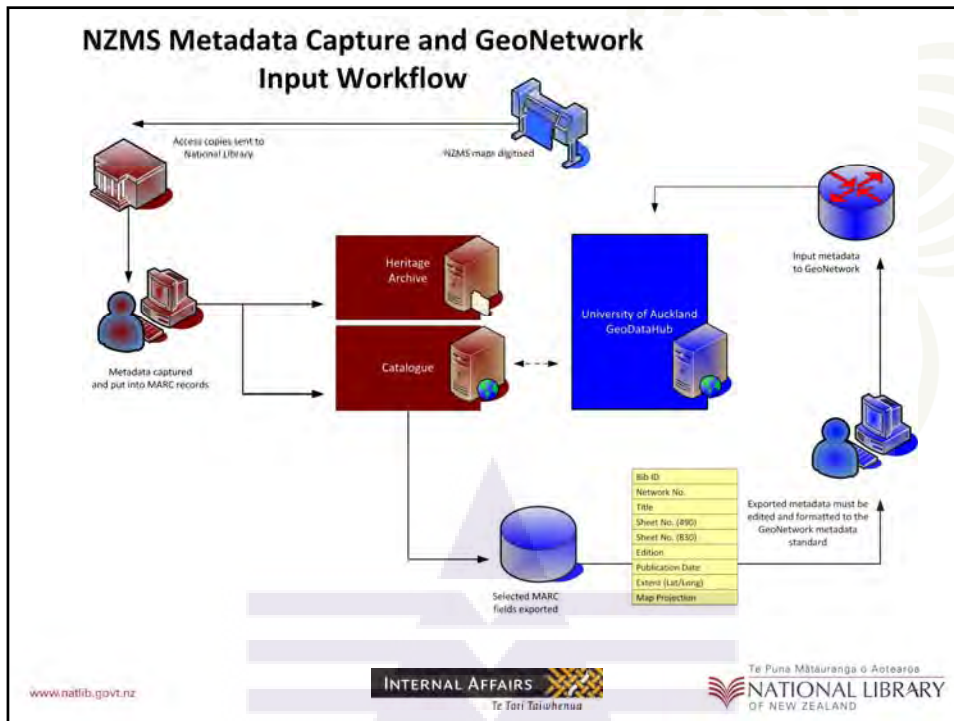 NZMS Metadata Capture and GeoNetwork
Input Workflow
Access copies sent to
National Library
NZMS maps digitised
Heritage
Archive
Catalogue
University of Auckland
GeoDataHub
Input metadata
to GeoNetwork
Metadata captured
and put into MARC records
Bib ID
Network No.
Title
Sheet No. (490)
Sheet No. (830)
Edition
Publication Date
Extent (Lat/Long)
Map Projection
Exported metadata must be
edited and formatted to the
GeoNetwork metadata
standard
Selected MARC
fields exported
www.natlib.govt.nz
INTERNAL AFFAIRS
Te Tari Taiwhenua
Te Puna Mātauranga o Aotearoa
NATIONAL LIBRARY
OF NEW ZEALAND